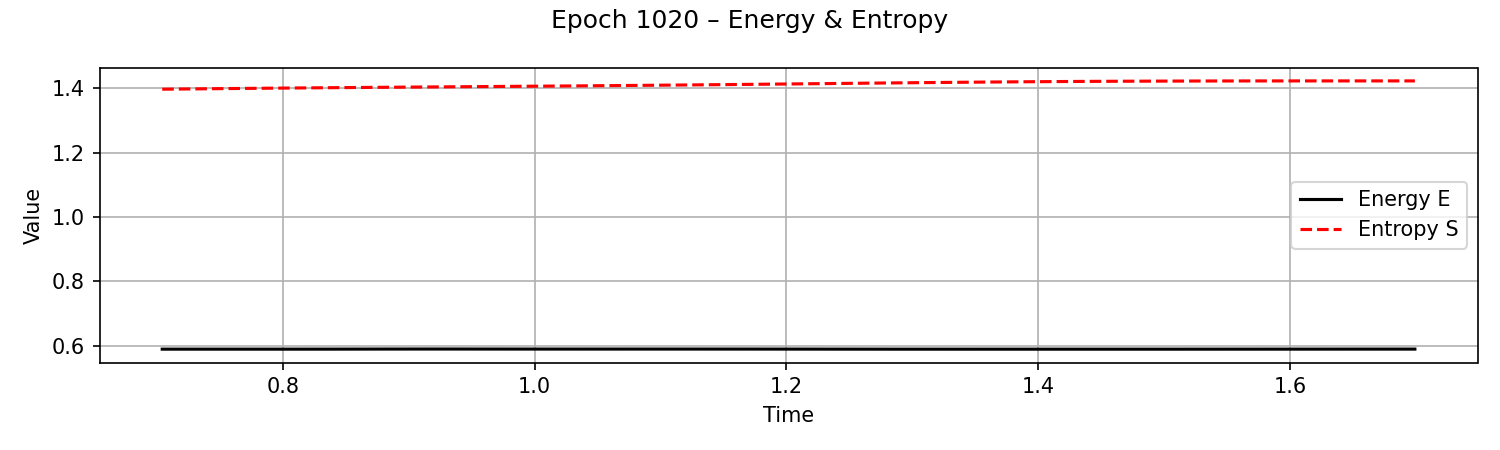 Epoch 1020 – Energy & Entropy
Value
1.4
1.2
1.0
0.8
0.6
Energy E
Entropy S
0.8 1.0 1.2 1.4 1.6
Time